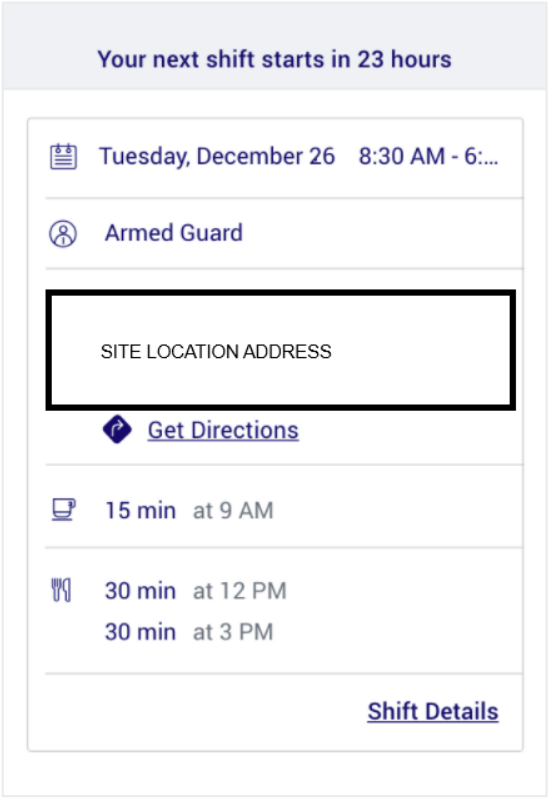 Your next shift starts in 23 hours
Tuesday, December 26 8:30 AM - 6:...
Armed Guard
SITE LOCATION ADDRESS
Get Directions
15 min at 9 AM
30 min at 12 PM
30 min at 3 PM
Shift Details